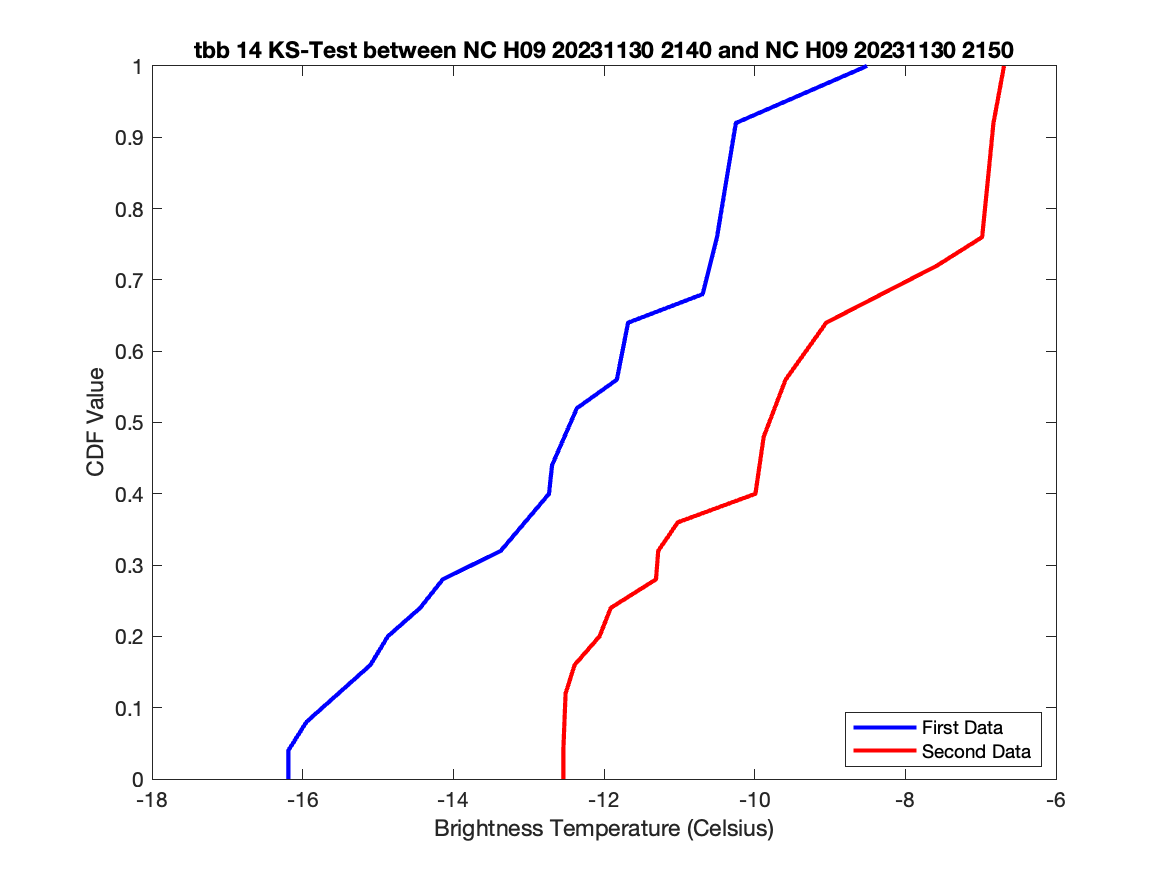 tbb 14 KS-Test between NC H09 20231130 2140 and NC H09 20231130 2150
1
0.9
0.8
0.7
0.6
0.5
0.4
0.3
0.2
0.1
0
CDF Value
First Data
Second Data
-18 -16 -14 -12 -10 -8 -6
Brightness Temperature (Celsius)